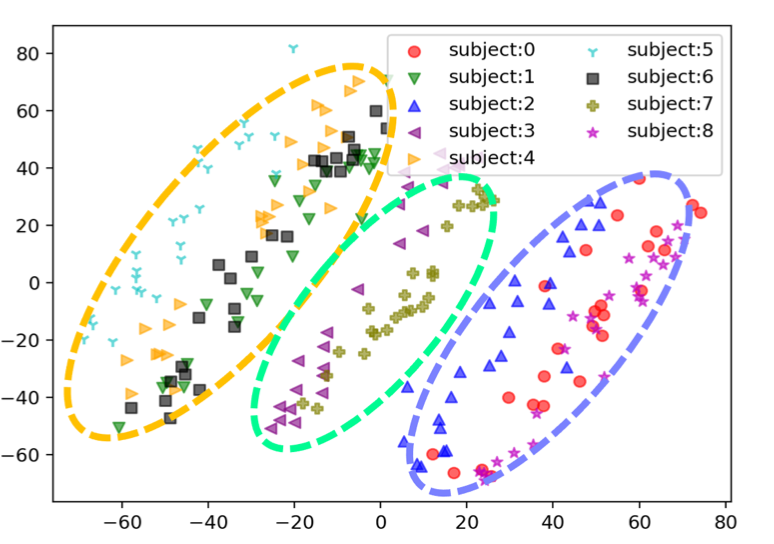 80
60
40
20
0
−20
−40
−60
−60 −40 −20 0 20 40 60 80
subject:0
subject:1
subject:2
subject:3
subject:4
subject:5
subject:6
subject:7
subject:8